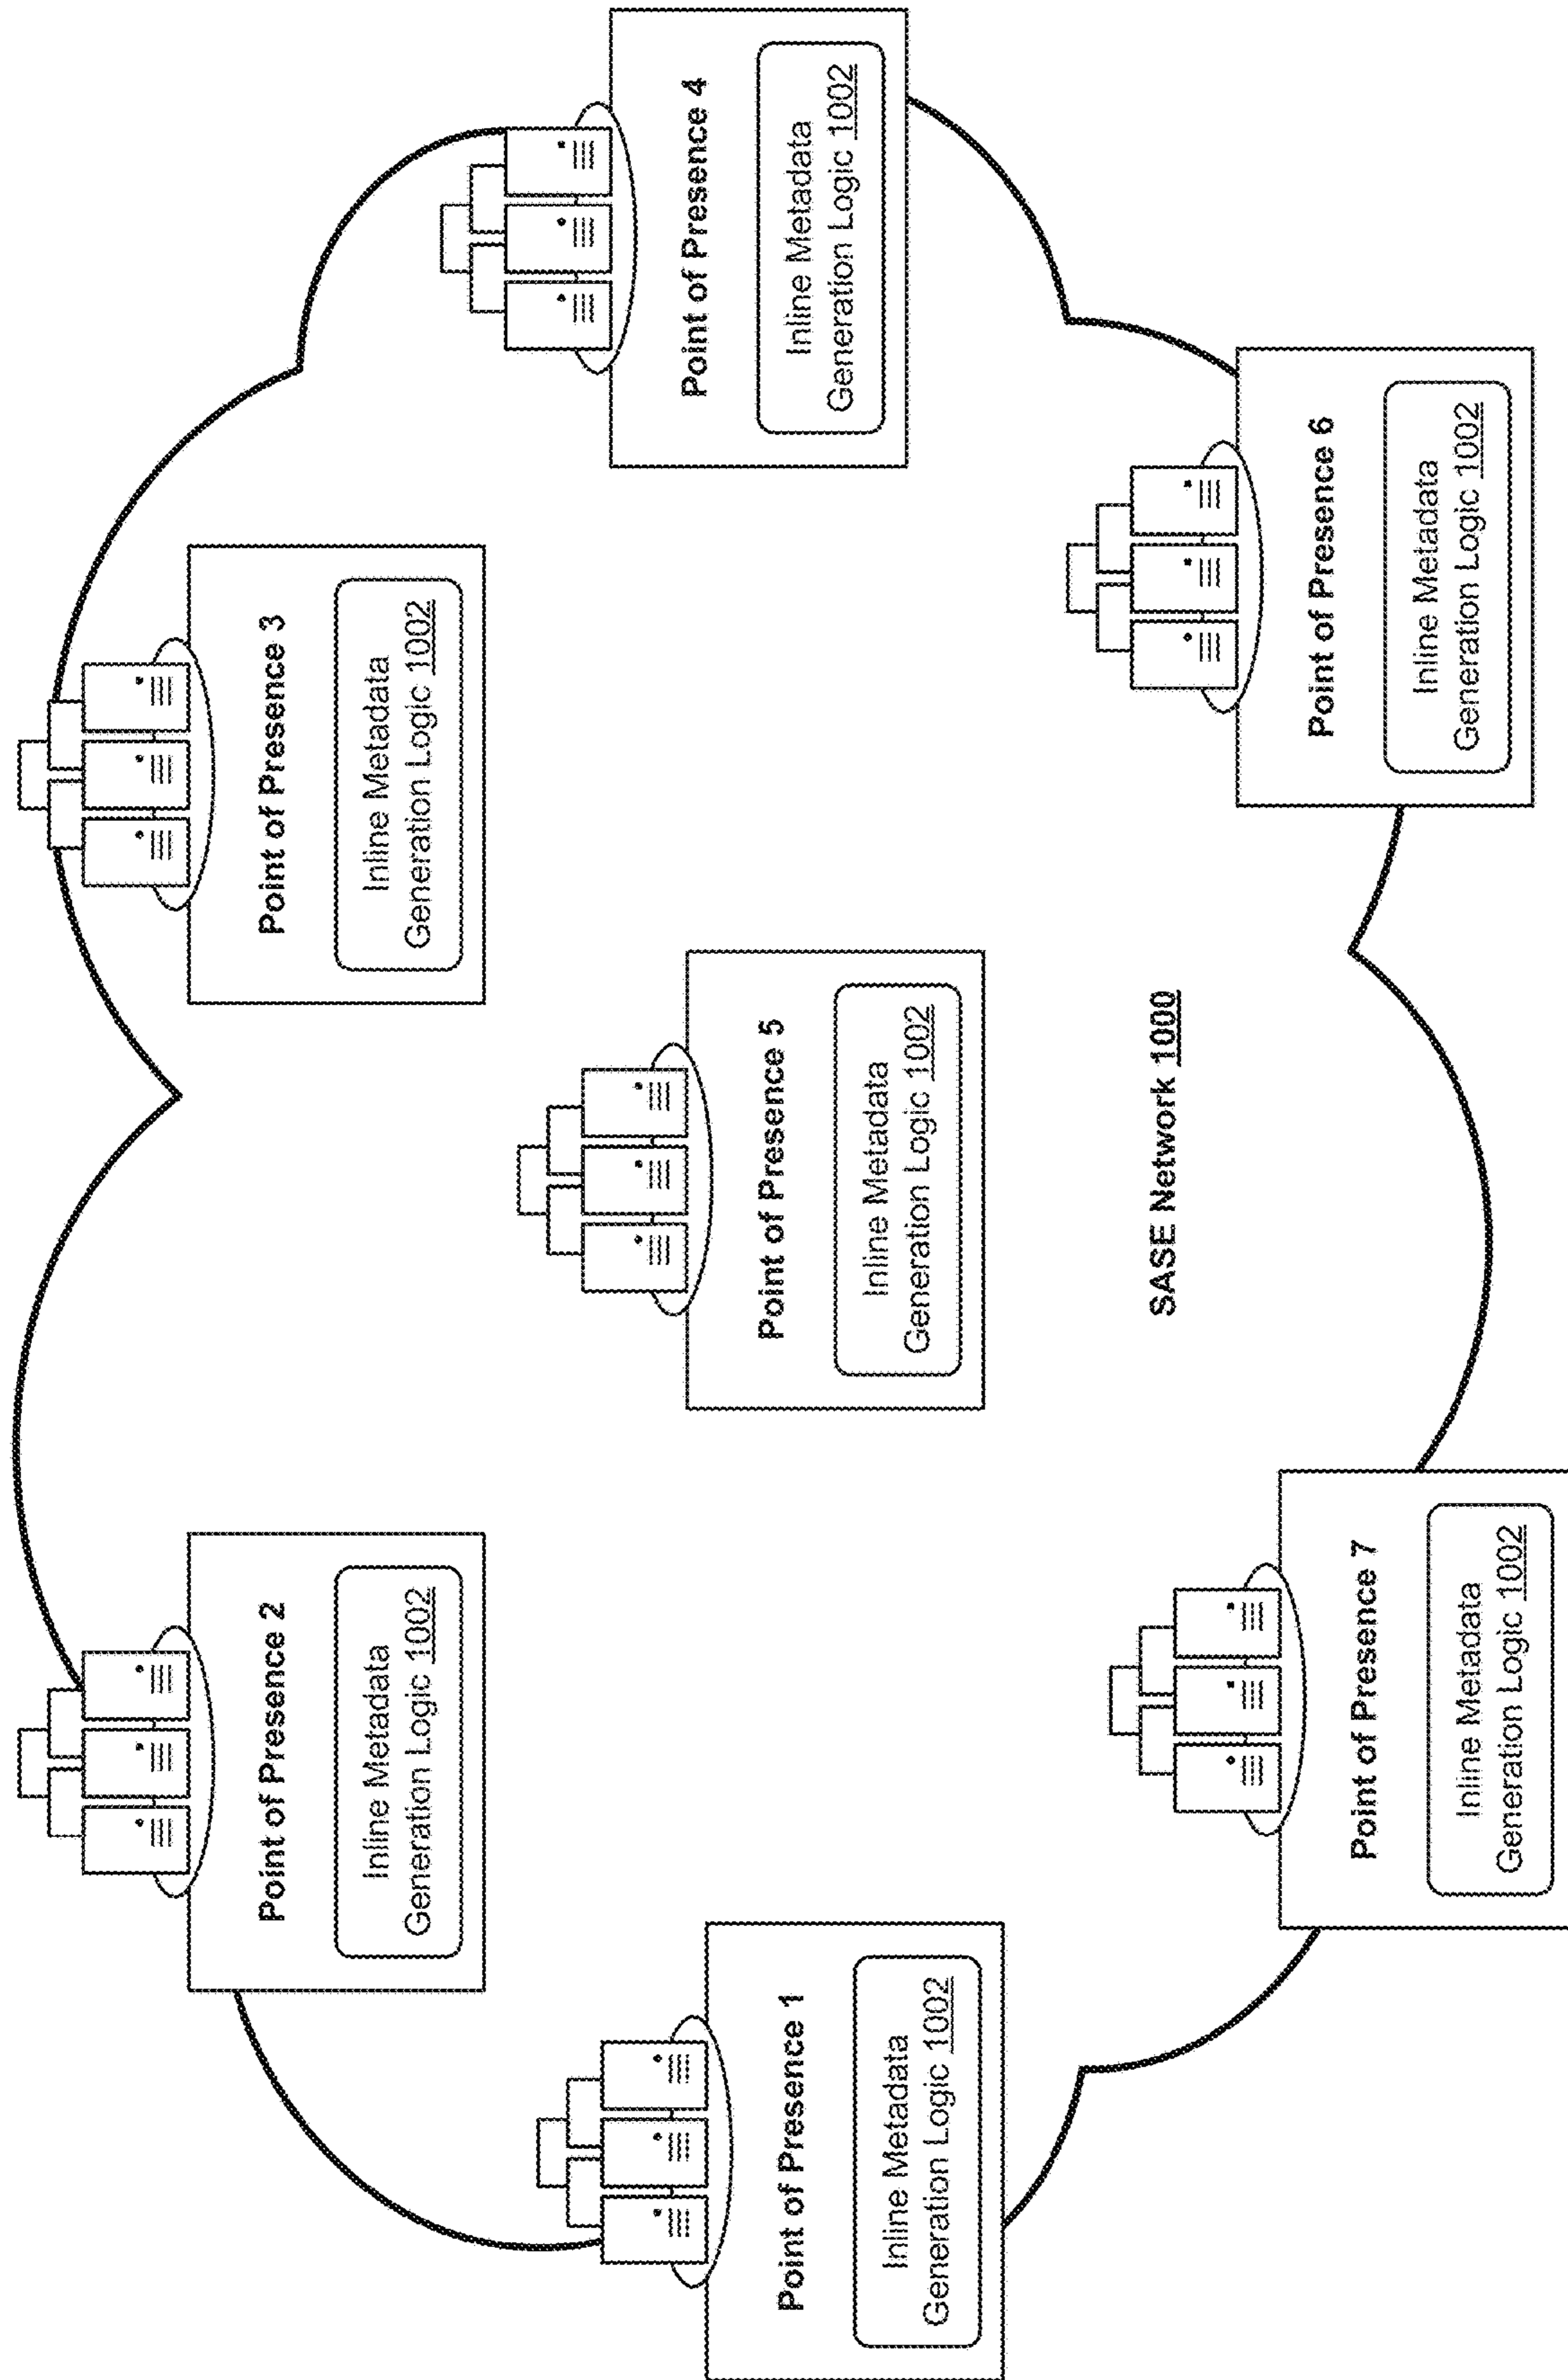 Point of Presence 2
Inline Metadata
Generation Logic 1002
Point of Presence 3
Inline Metadata
Generation Logic 1002
Point of Presence 1
Inline Metadata
Generation Logic 1002
Point of Presence 5
Inline Metadata
Generation Logic 1002
Point of Presence 4
Inline Metadata
Generation Logic 1002
SASE Network 1000
Point of Presence 7
Inline Metadata
Generation Logic 1002
Point of Presence 6
Inline Metadata
Generation Logic 1002